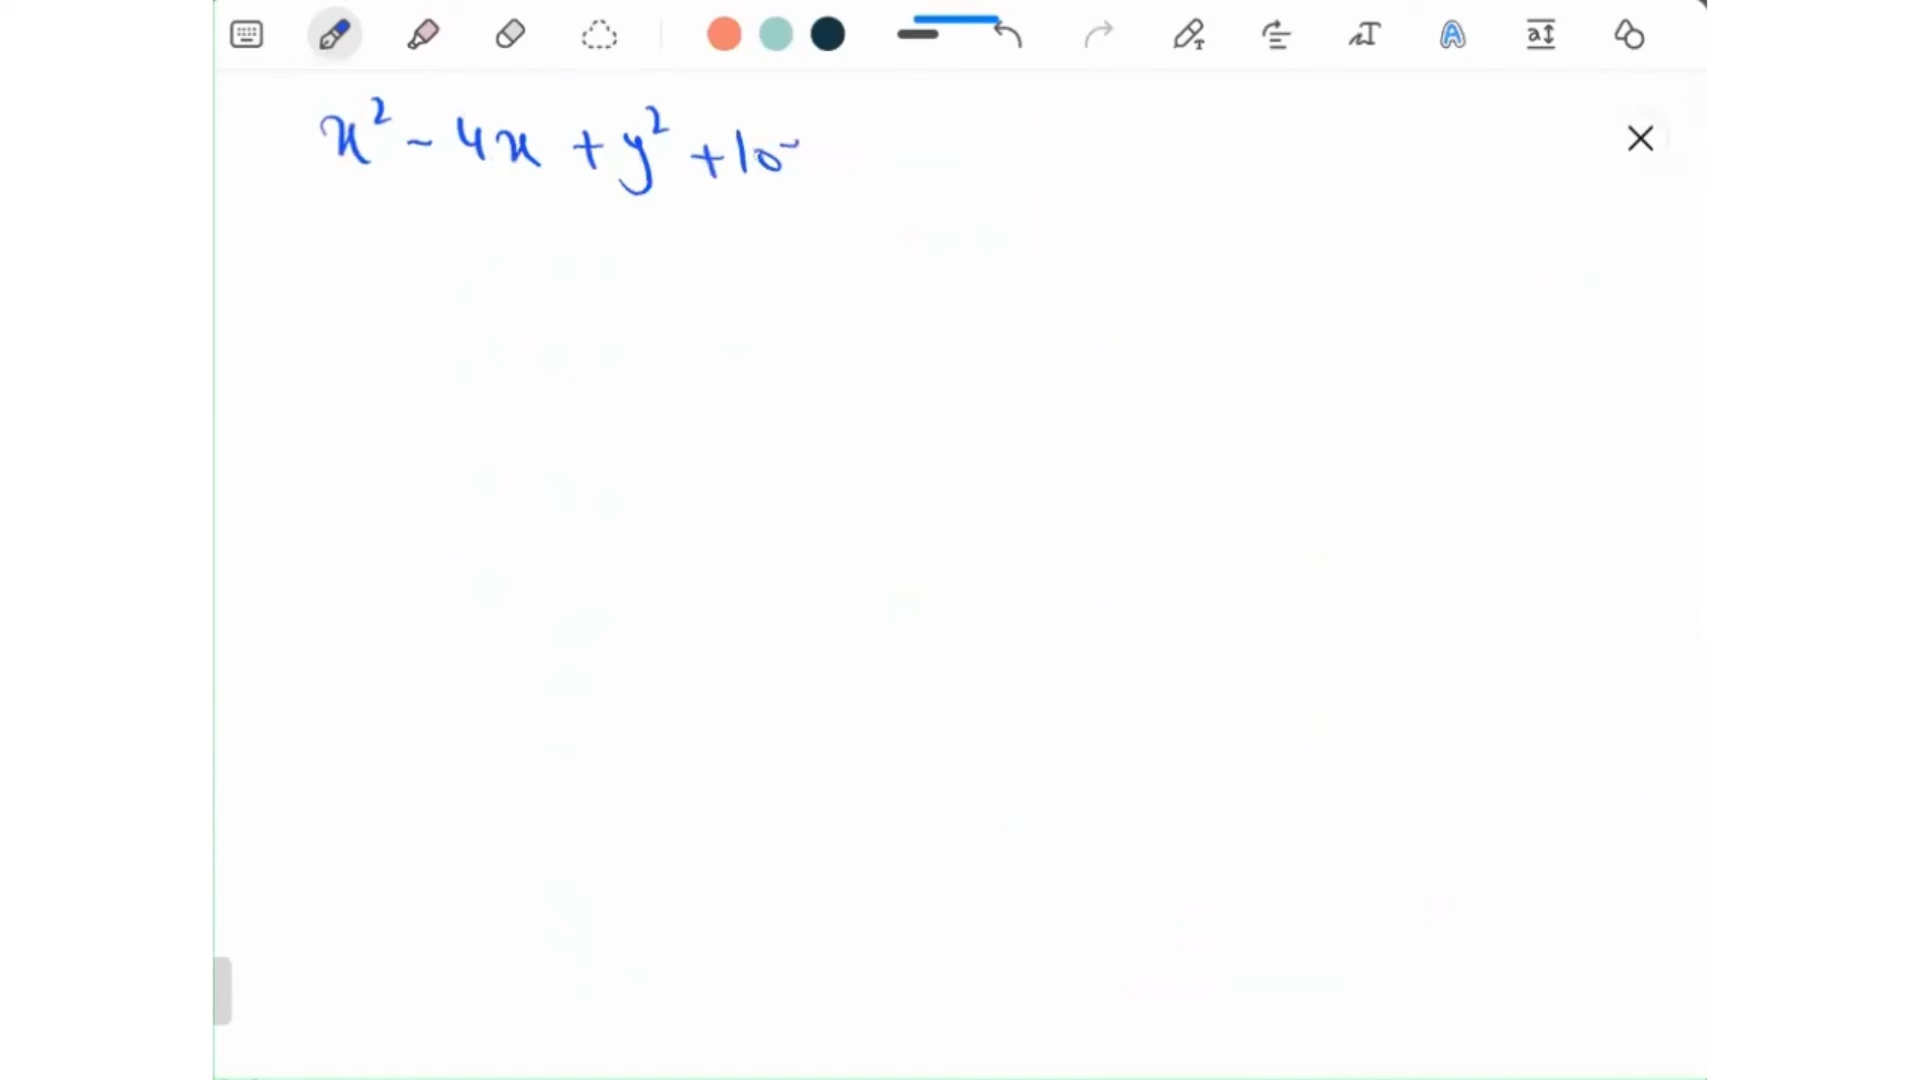 x² - 4x + y² + 10